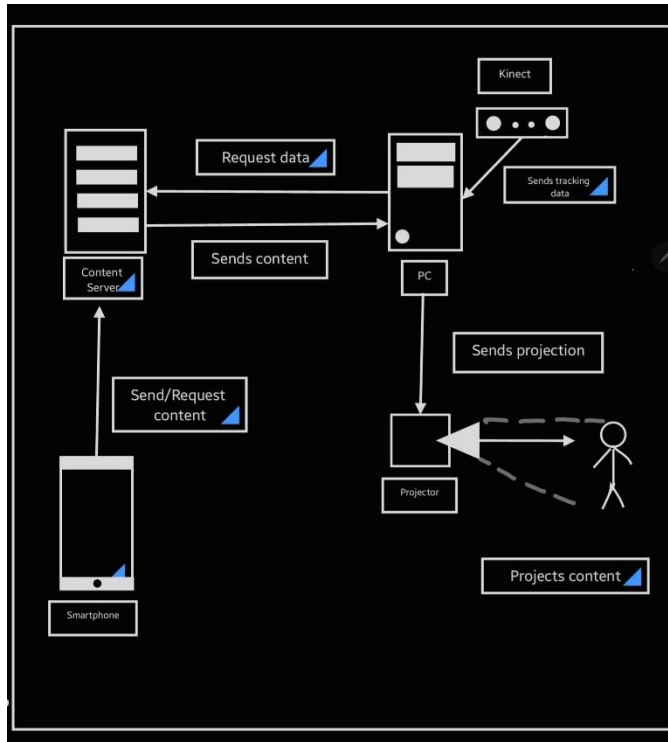 Kinect
Request data
Sends tracking
data
Sends content
Content
Server
PC
Sends projection
Send/Request
content
Projector
Projects content
Smartphone